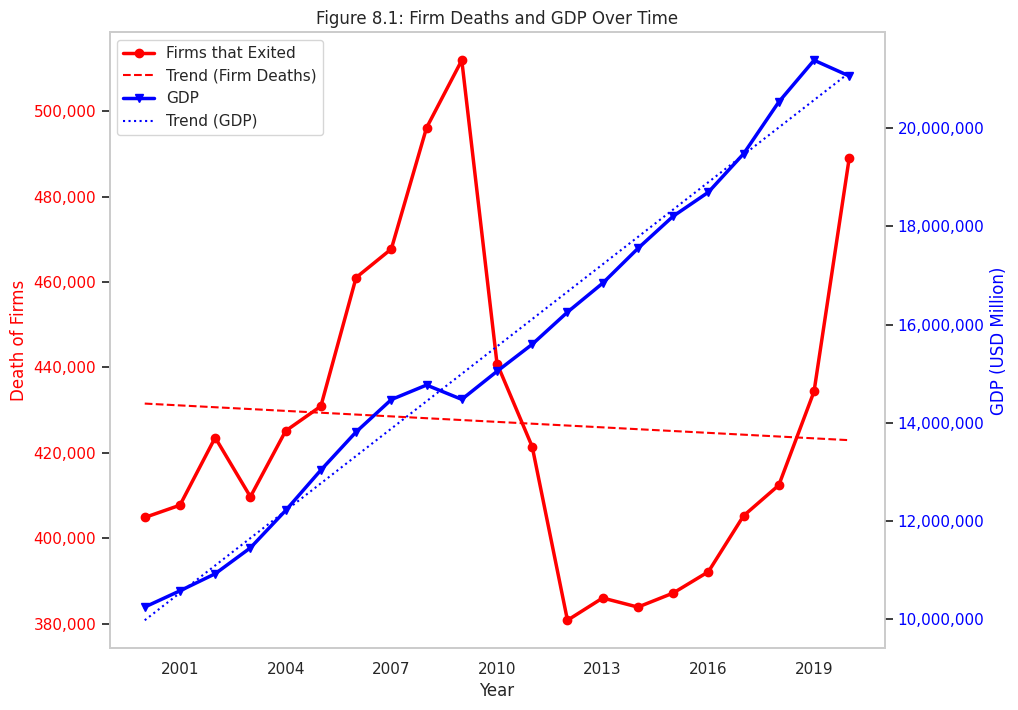 Figure 8.1: Firm Deaths and GDP Over Time
Firms that Exited
Trend (Firm Deaths)
GDP
Trend (GDP)
Death of Firms
500,000
480,000
460,000
440,000
420,000
400,000
380,000
GDP (USD Million)
20,000,000
18,000,000
16,000,000
14,000,000
12,000,000
10,000,000
2001 2004 2007 2010 2013 2016 2019
Year